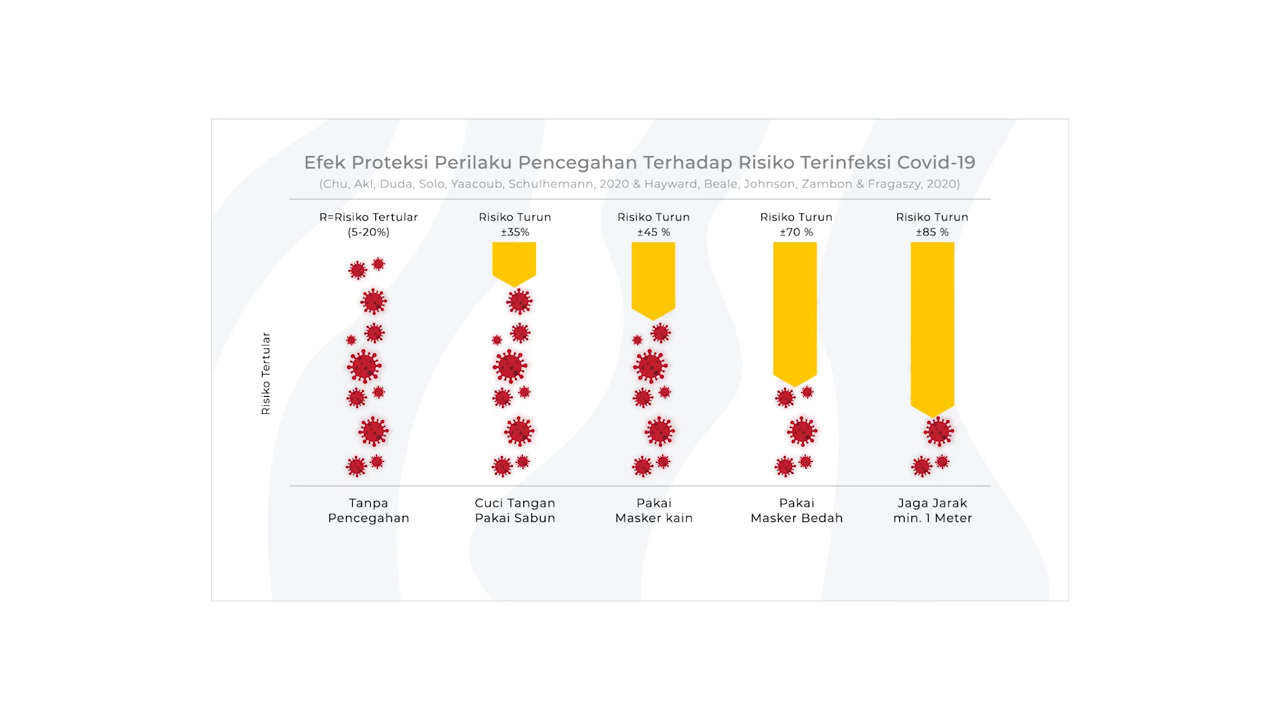 Efek Proteksi Perilaku Pencegahan Terhadap Risiko Terinfeksi Covid-19
(Chu, Akl, Duda, Solo, Yaacoub, Schulhemann, 2020 & Hayward, Beale, Johnson, Zambon & Fragaszy, 2020)
R=Risiko Tertular
(5-20%)
Risiko Turun
±35%
Risiko Turun
±45 %
Risiko Turun
±70 %
Risiko Turun
±85 %
Risiko Tertular
Tanpa
Pencegahan
Cuci Tangan
Pakai Sabun
Pakai
Masker kain
Pakai
Masker Bedah
Jaga Jarak
min. 1 Meter